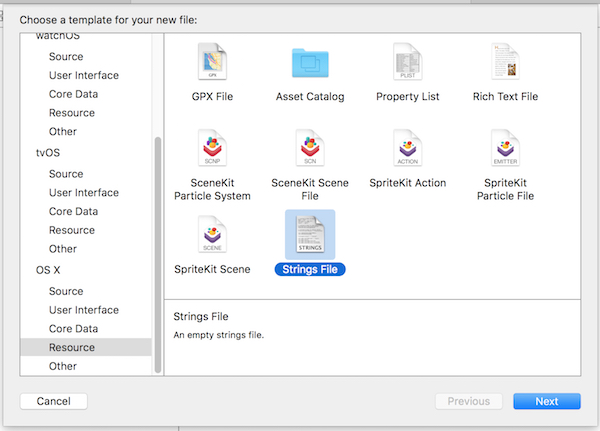 Choose a template for your new file:
watchOS
Source
User Interface
Core Data
Resource
Other
tvOS
Source
User Interface
Core Data
Resource
Other
OS X
Source
User Interface
Core Data
Resource
Other
GPX
PLIST
GPX File
Asset Catalog
Property List
Rich Text File
SCNP
SCN
ACTION
EMITTER
SceneKit
Particle System
SceneKit Scene
File
SpriteKit Action
SpriteKit
Particle File
SCENE
STRINGS
SpriteKit Scene
Strings File
Strings File
An empty strings file.
Cancel
Previous
Next